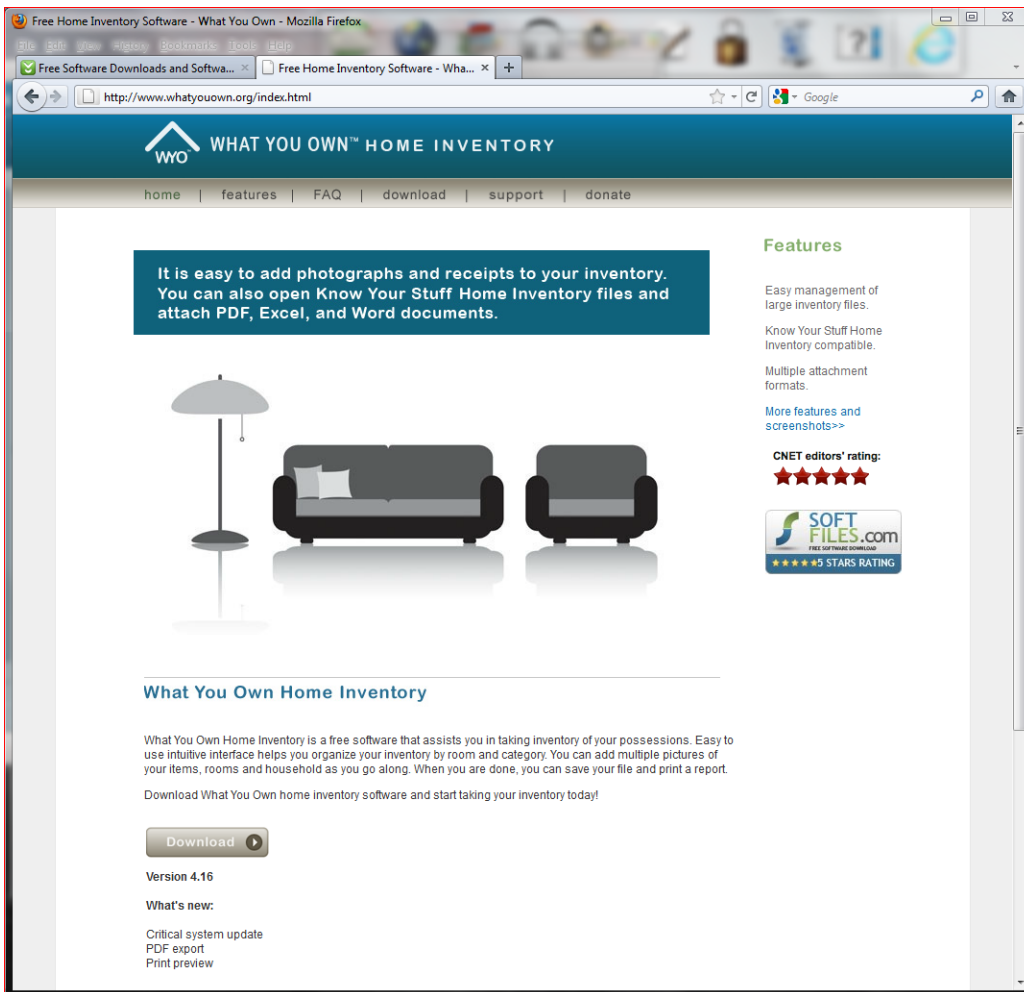 Free Home Inventory Software - What You Own - Mozilla Firefox
File Edit View History Bookmarks Tools Help
Free Software Downloads and Softwa... × Free Home Inventory Software - Wha... × +
http://www.whatyouown.org/index.html Google
WYO WHAT YOU OWN™ HOME INVENTORY
home | features | FAQ | download | support | donate
It is easy to add photographs and receipts to your inventory.
You can also open Know Your Stuff Home Inventory files and
attach PDF, Excel, and Word documents.
Features
Easy management of
large inventory files.
Know Your Stuff Home
Inventory compatible.
Multiple attachment
formats.
More features and
screenshots>>
CNET editors' rating:
SOFT
FILES.com
FREE SOFTWARE DOWNLOAD
5 STARS RATING
What You Own Home Inventory
What You Own Home Inventory is a free software that assists you in taking inventory of your possessions. Easy to
use intuitive interface helps you organize your inventory by room and category. You can add multiple pictures of
your items, rooms and household as you go along. When you are done, you can save your file and print a report.
Download What You Own home inventory software and start taking your inventory today!
Download
Version 4.16
What's new:
Critical system update
PDF export
Print preview